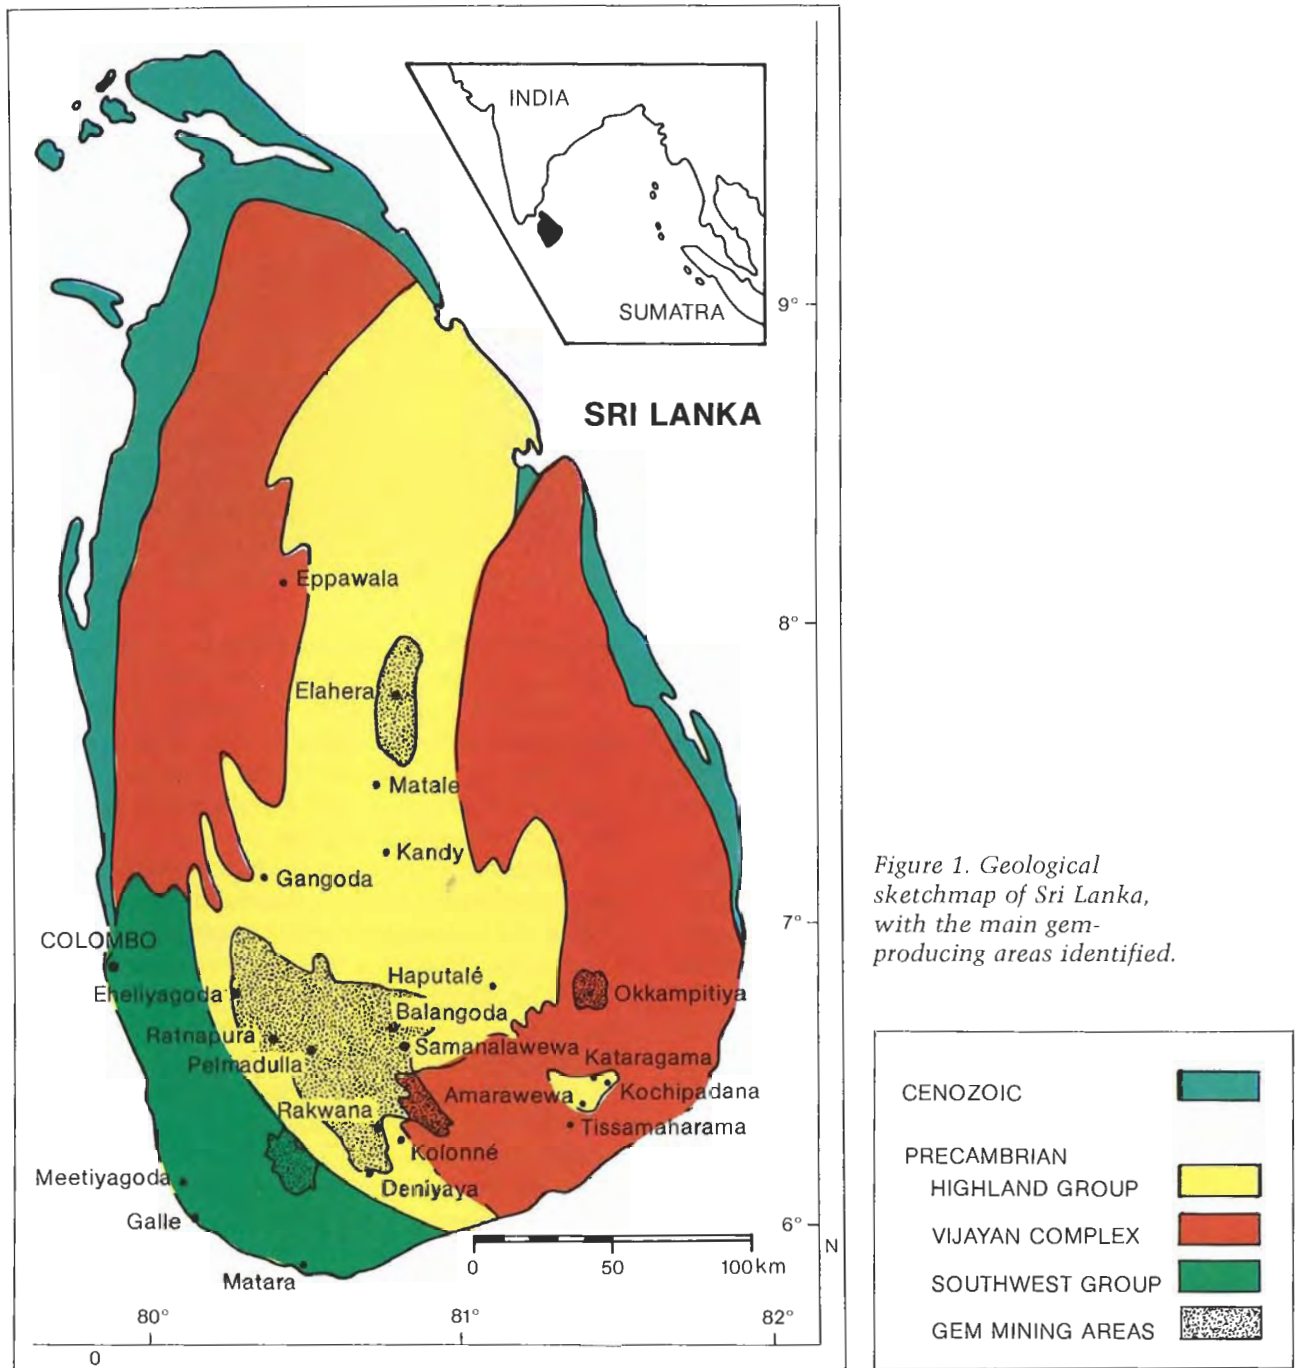 INDIA
SUMATRA
SRI LANKA
9°
8°
7°
6°
N
Eppawala
Elahera
Matale
Kandy
Gangoda
COLOMBO
Haputalé
Eheliyagoda
Okkampitiya
Balangoda
Ratnapura
Samanalawewa
Pelmadulla
Kataragama
Amarawewa
Kochipadana
Rakwana
Tissamaharama
Kolonné
Meetiyagoda
Deniyaya
Galle
Matara
0 50 100km
80° 81° 82°
0
Figure 1. Geological
sketchmap of Sri Lanka,
with the main gem-
producing areas identified.
CENOZOIC
PRECAMBRIAN
HIGHLAND GROUP
VIJAYAN COMPLEX
SOUTHWEST GROUP
GEM MINING AREAS